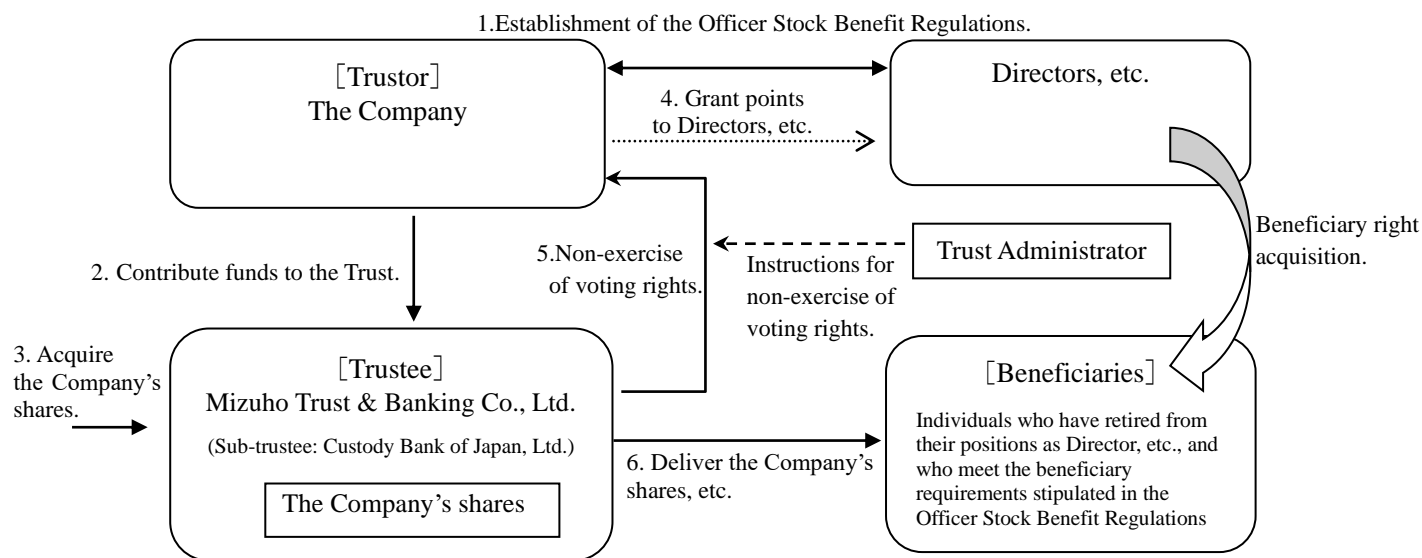 1.Establishment of the Officer Stock Benefit Regulations.
［Trustor］
The Company
Directors, etc.
4. Grant points
to Directors, etc.
2. Contribute funds to the Trust.
5.Non-exercise
of voting rights.
Instructions for
non-exercise of
voting rights.
Trust Administrator
Beneficiary right
acquisition.
3. Acquire
the Company’s
shares.
［Trustee］
Mizuho Trust & Banking Co., Ltd.
(Sub-trustee: Custody Bank of Japan, Ltd.)
The Company’s shares
6. Deliver the Company’s
shares, etc.
［Beneficiaries］
Individuals who have retired from
their positions as Director, etc., and
who meet the beneficiary
requirements stipulated in the
Officer Stock Benefit Regulations